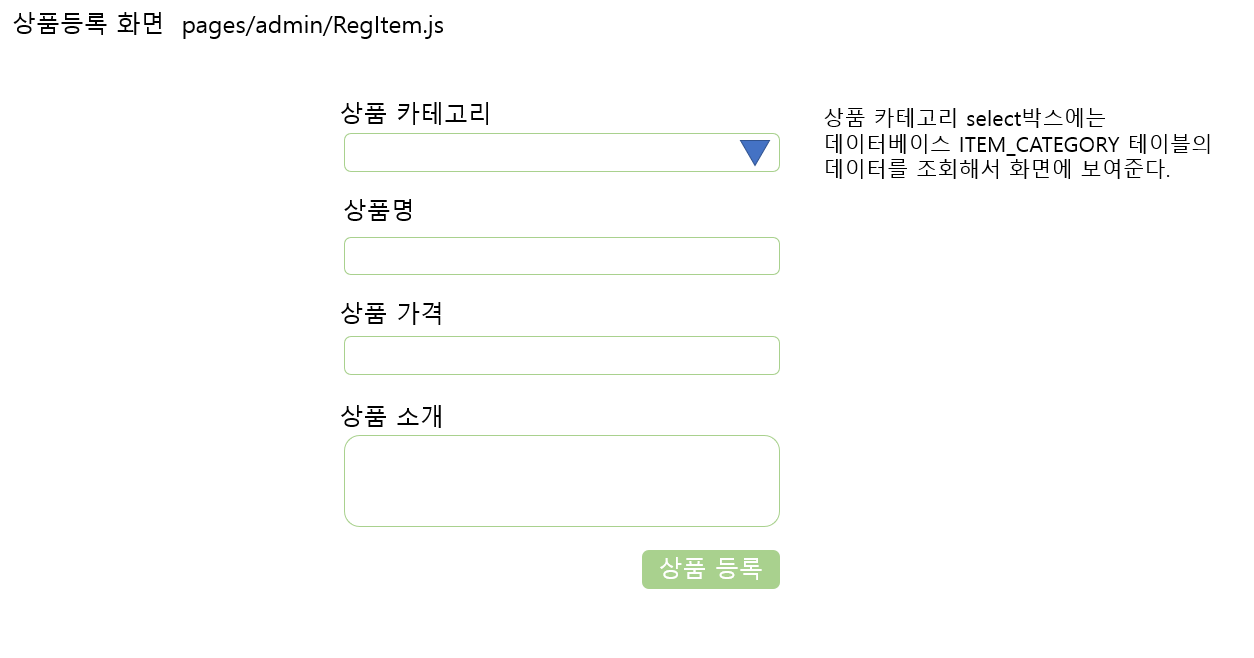 상품등록 화면 pages/admin/RegItem.js
상품 카테고리
상품 카테고리 select박스에는
데이터베이스 ITEM_CATEGORY 테이블의
데이터를 조회해서 화면에 보여준다.
상품명
상품 가격
상품 소개
상품 등록